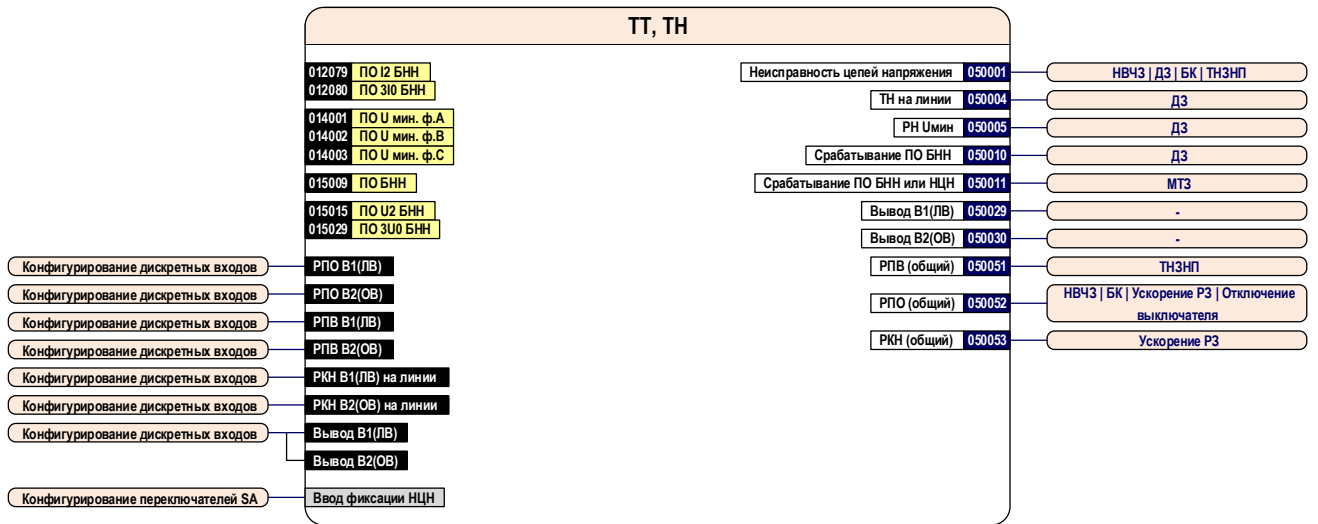 ТТ, ТН
012079 ПО I2 БНН
012080 ПО 3I0 БНН
014001 ПО U мин. ф.А
014002 ПО U мин. ф.В
014003 ПО U мин. ф.С
015009 ПО БНН
015015 ПО U2 БНН
015029 ПО 3U0 БНН
Конфигурирование дискретных входов РПО В1(ЛВ)
Конфигурирование дискретных входов РПО В2(ОВ)
Конфигурирование дискретных входов РПВ В1(ЛВ)
Конфигурирование дискретных входов РПВ В2(ОВ)
Конфигурирование дискретных входов РКН В1(ЛВ) на линии
Конфигурирование дискретных входов РКН В2(ОВ) на линии
Конфигурирование дискретных входов Вывод В1(ЛВ)
Вывод В2(ОВ)
Конфигурирование переключателей SA Ввод фиксации НЦН
Неисправность цепей напряжения 050001 НВЧЗ | ДЗ | БК | ТНЗНП
ТН на линии 050004 ДЗ
РН Uмин 050005 ДЗ
Срабатывание ПО БНН 050010 ДЗ
Срабатывание ПО БНН или НЦН 050011 МТЗ
Вывод В1(ЛВ) 050029 -
Вывод В2(ОВ) 050030 -
РПВ (общий) 050051 ТНЗНП
РПО (общий) 050052 НВЧЗ | БК | Ускорение РЗ | Отключение
выключателя
РКН (общий) 050053 Ускорение РЗ